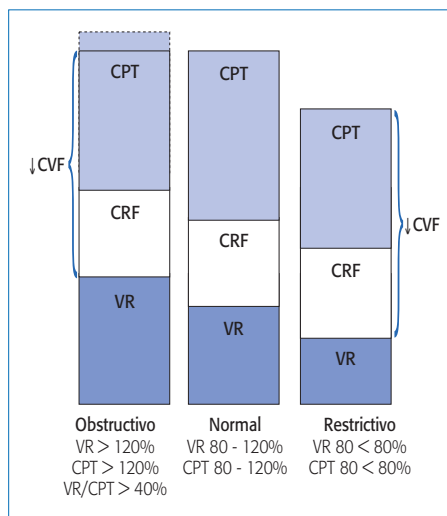 CPT
CRF
VR
↓CVF
CPT
CRF
VR
CPT
CRF
VR
↓CVF
Obstructivo
VR > 120%
CPT > 120%
VR/CPT > 40%
Normal
VR 80 - 120%
CPT 80 - 120%
Restrictivo
VR 80 < 80%
CPT 80 < 80%